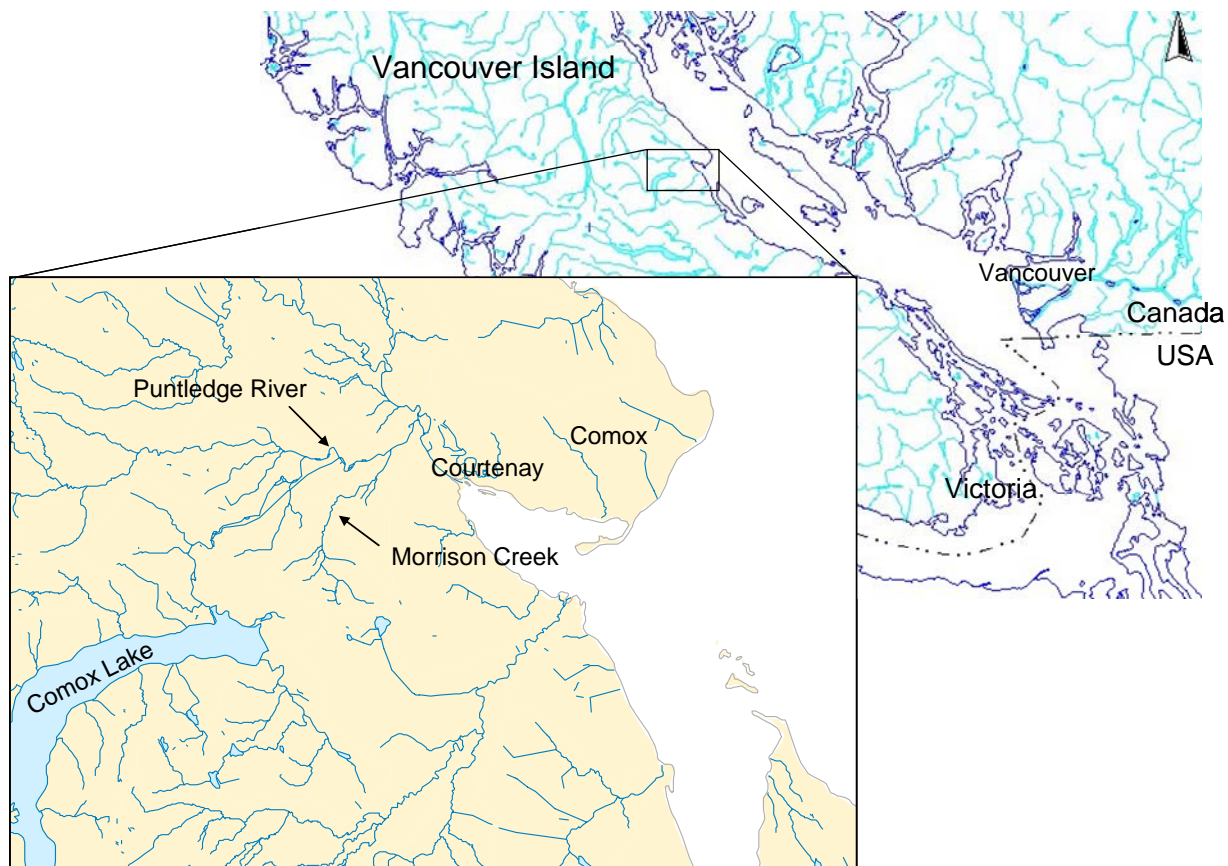 Vancouver Island
Vancouver
Canada
USA
Puntledge River
Comox
Courtenay
Victoria
Morrison Creek
Comox Lake